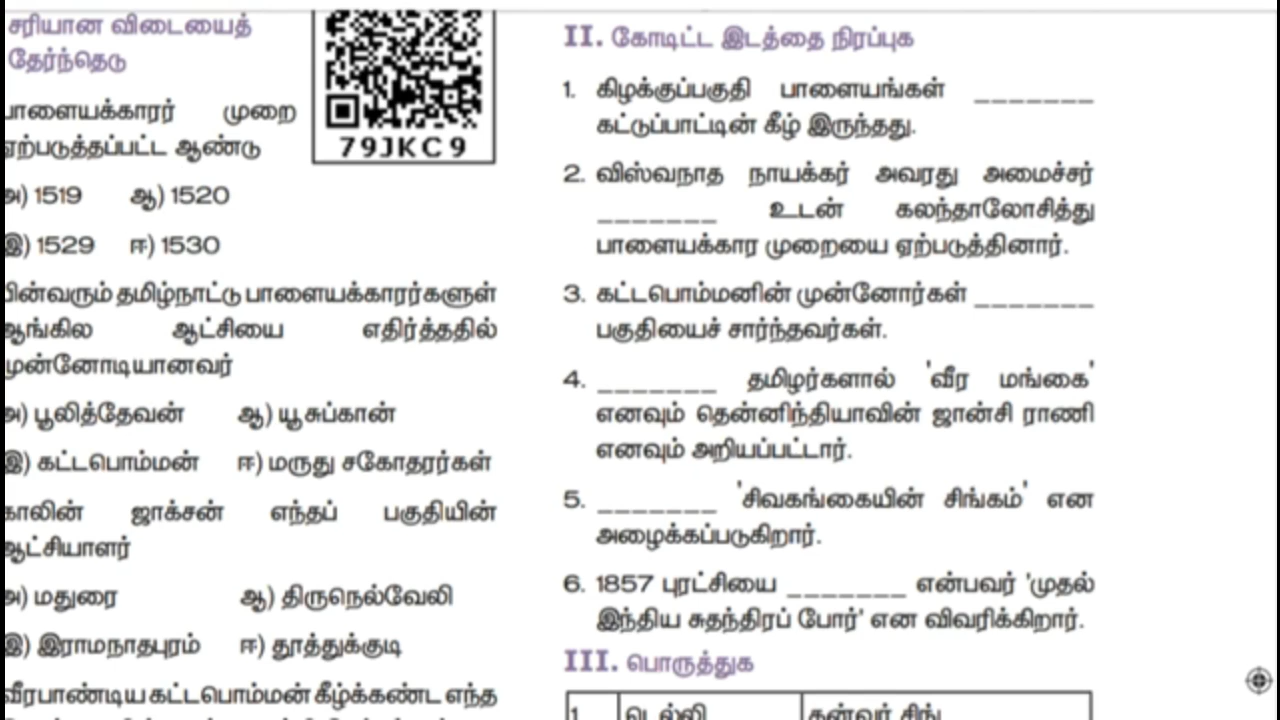 சரியான விடையைத்
தேர்ந்தெடு
79JKC9
பாளையக்காரர் முறை
ஏற்படுத்தப்பட்ட ஆண்டு
அ) 1519 ஆ) 1520
இ) 1529 ஈ) 1530
பின்வரும் தமிழ்நாட்டு பாளையக்காரர்களுள்
ஆங்கில ஆட்சியை எதிர்த்ததில்
முன்னோடியானவர்
அ) பூலித்தேவன் ஆ) யூசுப்கான்
இ) கட்டபொம்மன் ஈ) மருது சகோதரர்கள்
காலின் ஜாக்சன் எந்தப் பகுதியின்
ஆட்சியாளர்
அ) மதுரை ஆ) திருநெல்வேலி
இ) இராமநாதபுரம் ஈ) தூத்துக்குடி
வீரபாண்டிய கட்டபொம்மன் கீழ்க்கண்ட எந்த
II. கோடிட்ட இடத்தை நிரப்புக
1. கிழக்குப்பகுதி பாளையங்கள் _______
கட்டுப்பாட்டின் கீழ் இருந்தது.
2. விஸ்வநாத நாயக்கர் அவரது அமைச்சர்
_______ உடன் கலந்தாலோசித்து
பாளையக்கார முறையை ஏற்படுத்தினார்.
3. கட்டபொம்மனின் முன்னோர்கள் _______
பகுதியைச் சார்ந்தவர்கள்.
4. _______ தமிழர்களால் 'வீர மங்கை'
எனவும் தென்னிந்தியாவின் ஜான்சி ராணி
எனவும் அறியப்பட்டார்.
5. _______ 'சிவகங்கையின் சிங்கம்' என
அழைக்கப்படுகிறார்.
6. 1857 புரட்சியை _______ என்பவர் 'முதல்
இந்திய சுதந்திரப் போர்' என விவரிக்கிறார்.
III. பொருத்துக
1. டெல்லி கன்வர் சிங்